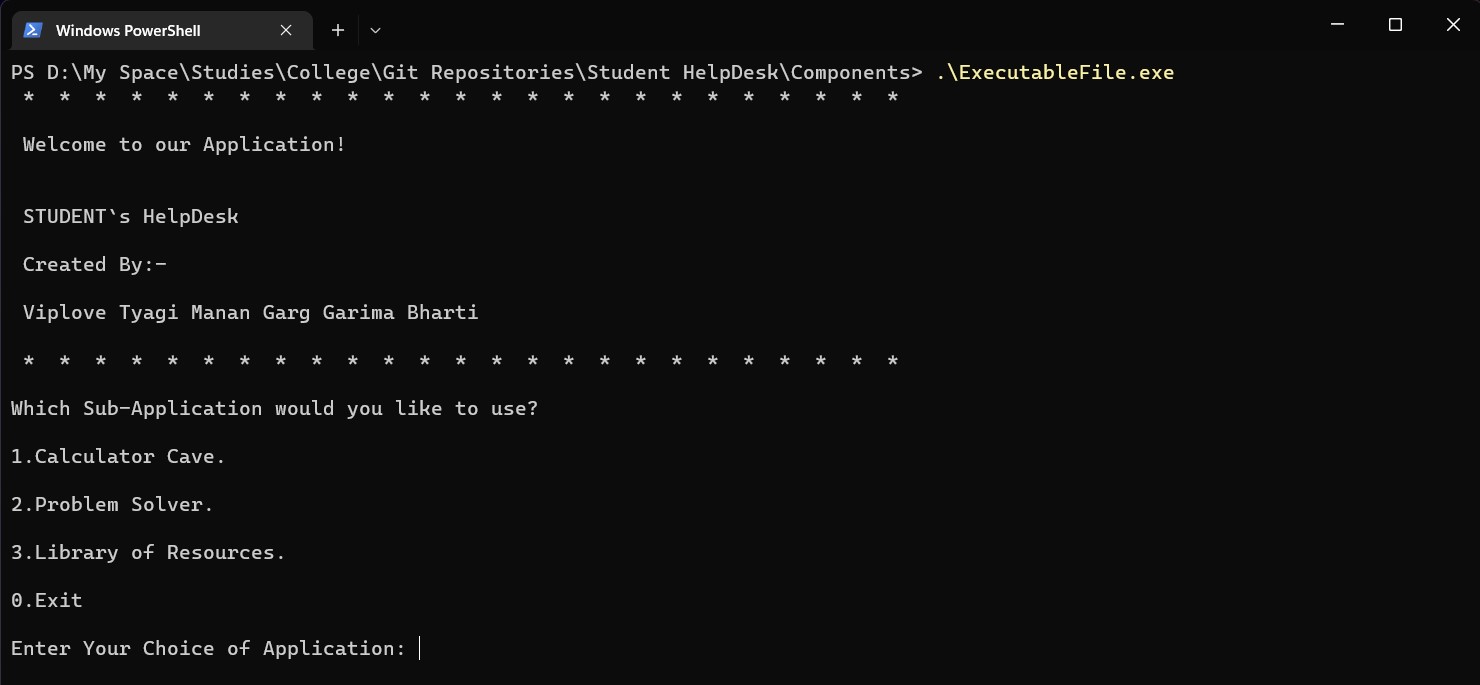 Windows PowerShell
PS D:\My Space\Studies\College\Git Repositories\Student HelpDesk\Components> .\ExecutableFile.exe
* * * * * * * * * * * * * * * * * * * * * * * * *
Welcome to our Application!
STUDENT`s HelpDesk
Created By:-
Viplove Tyagi Manan Garg Garima Bharti
* * * * * * * * * * * * * * * * * * * * * * * * *
Which Sub-Application would you like to use?
1.Calculator Cave.
2.Problem Solver.
3.Library of Resources.
0.Exit
Enter Your Choice of Application: